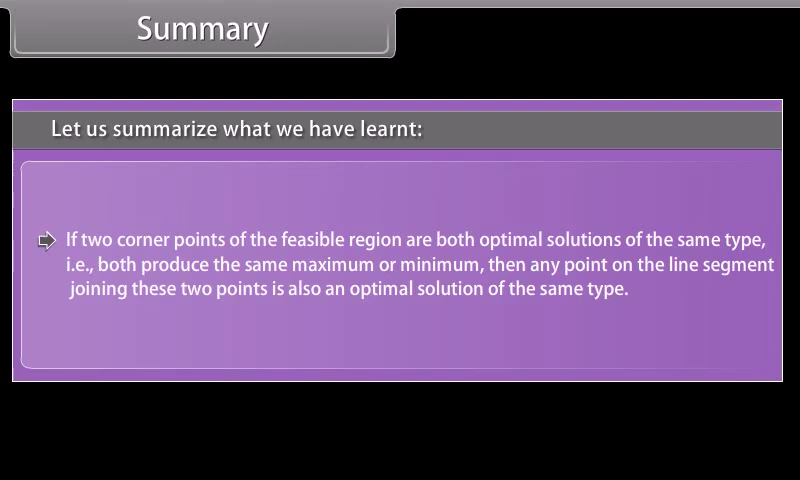 Summary
Let us summarize what we have learnt:
If two corner points of the feasible region are both optimal solutions of the same type,
i.e., both produce the same maximum or minimum, then any point on the line segment
joining these two points is also an optimal solution of the same type.